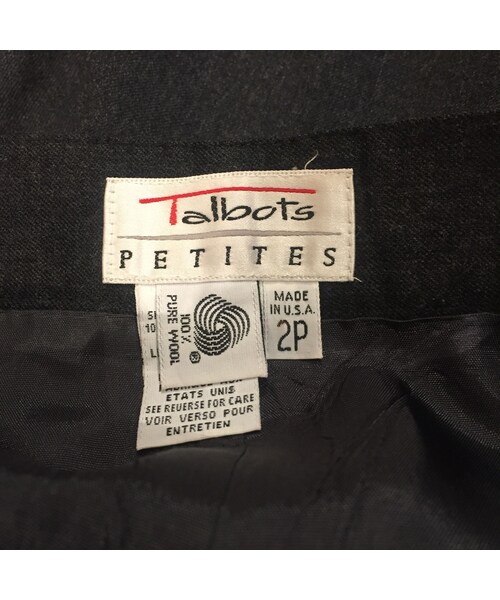 Talbots
PETITES
100%
PURE WOOL
®
MADE
IN U.S.A.
2P
ETATS UNIS
SEE REVERSE FOR CARE
VOIR VERSO POUR
ENTRETIEN